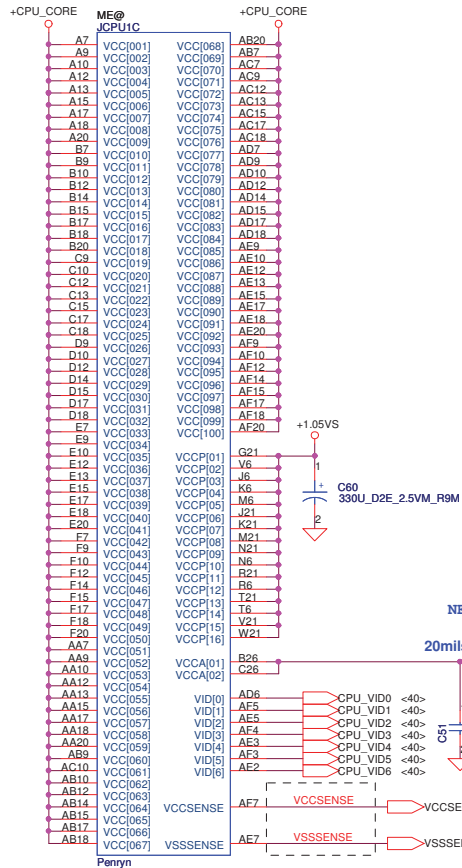 +CPU_CORE ME@ +CPU_CORE
JCPU1C
A7 VCC[001] VCC[068] AB20
A9 VCC[002] VCC[069] AB7
A10 VCC[003] VCC[070] AC7
A12 VCC[004] VCC[071] AC9
A13 VCC[005] VCC[072] AC12
A15 VCC[006] VCC[073] AC13
A17 VCC[007] VCC[074] AC15
A18 VCC[008] VCC[075] AC17
A20 VCC[009] VCC[076] AC18
B7 VCC[010] VCC[077] AD7
B9 VCC[011] VCC[078] AD9
B10 VCC[012] VCC[079] AD10
B12 VCC[013] VCC[080] AD12
B14 VCC[014] VCC[081] AD14
B15 VCC[015] VCC[082] AD15
B17 VCC[016] VCC[083] AD17
B18 VCC[017] VCC[084] AD18
B20 VCC[018] VCC[085] AE9
C9 VCC[019] VCC[086] AE10
C10 VCC[020] VCC[087] AE12
C12 VCC[021] VCC[088] AE13
C13 VCC[022] VCC[089] AE15
C15 VCC[023] VCC[090] AE17
C17 VCC[024] VCC[091] AE18
C18 VCC[025] VCC[092] AE20
D9 VCC[026] VCC[093] AF9
D10 VCC[027] VCC[094] AF10
D12 VCC[028] VCC[095] AF12
D14 VCC[029] VCC[096] AF14
D15 VCC[030] VCC[097] AF15
D17 VCC[031] VCC[098] AF17
D18 VCC[032] VCC[099] AF18
E7 VCC[033] VCC[100] AF20
E9 VCC[034] +1.05VS
E10 VCC[035] VCCP[01] G21
E12 VCC[036] VCCP[02] V6 1
E13 VCC[037] VCCP[03] J6
E15 VCC[038] VCCP[04] K6 + C60
E17 VCC[039] VCCP[05] M6 330U_D2E_2.5VM_R9M
E18 VCC[040] VCCP[06] J21 2
E20 VCC[041] VCCP[07] K21
F7 VCC[042] VCCP[08] M21
F9 VCC[043] VCCP[09] N21
F10 VCC[044] VCCP[10] N6
F12 VCC[045] VCCP[11] R21
F14 VCC[046] VCCP[12] R6
F15 VCC[047] VCCP[13] T21
F17 VCC[048] VCCP[14] T6
F18 VCC[049] VCCP[15] V21
F20 VCC[050] VCCP[16] W21
AA7 VCC[051] 20mils
AA9 VCC[052] VCCA[01] B26
AA10 VCC[053] VCCA[02] C26
AA12 VCC[054]
AA13 VCC[055] VID[0] AD6 CPU_VID0 <40>
AA15 VCC[056] VID[1] AF5 CPU_VID1 <40>
AA17 VCC[057] VID[2] AE5 CPU_VID2 <40>
AA18 VCC[058] VID[3] AF4 CPU_VID3 <40> C51
AA20 VCC[059] VID[4] AE3 CPU_VID4 <40>
AB9 VCC[060] VID[5] AF3 CPU_VID5 <40>
AC10 VCC[061] VID[6] AE2 CPU_VID6 <40>
AB10 VCC[062]
AB12 VCC[063]
AB14 VCC[064] VCCSENSE AF7 VCCSENSE VCCSE
AB15 VCC[065]
AB17 VCC[066]
AB18 VCC[067] VSSSENSE AE7 VSSSENSE VSSSE
Penryn